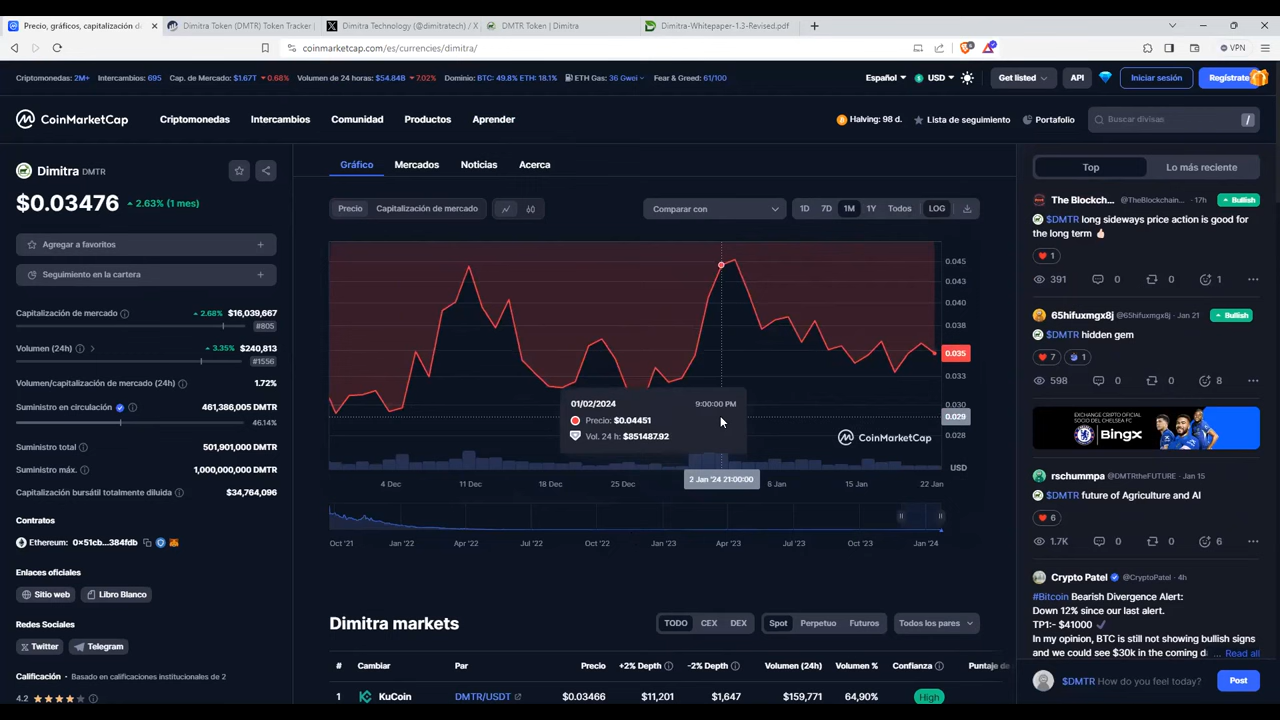 Precio, gráficos, capitalización d
Dimitra Token (DMTR) Token Tracker
Dimitra Technology (@dimitratech) / X
DMTR Token | Dimitra
Dimitra-Whitepaper-1.3-Revised.pdf
coinmarketcap.com/es/currencies/dimitra/
VPN
Criptomonedas: 2M+ Intercambios: 695 Cap. de Mercado: $1.67T 0.68% Volumen de 24 horas: $54.84B 7.02% Dominio: BTC: 49.8% ETH: 18.1% ETH Gas: 36 Gwei Fear & Greed: 61/100
Español USD Get listed API Iniciar sesión Regístrate
CoinMarketCap Criptomonedas Intercambios Comunidad Productos Aprender
Halving: 98 d. Lista de seguimiento Portafolio Buscar divisas /
Dimitra DMTR
$0.03476 2.63% (1 mes)
Agregar a favoritos +
Seguimiento en la cartera +
Capitalización de mercado 2.68% $16,039,667
#805
Volumen (24h) 3.35% $240,813
#1556
Volumen/capitalización de mercado (24h) 1.72%
Suministro en circulación 461,386,005 DMTR
46.14%
Suministro total 501,901,000 DMTR
Suministro máx. 1,000,000,000 DMTR
Capitalización bursátil totalmente diluida $34,764,096
Contratos
Ethereum: 0x51cb...384fdb
Enlaces oficiales
Sitio web Libro Blanco
Redes Sociales
Twitter Telegram
Calificación · Basado en calificaciones institucionales de 2
4.2
Gráfico Mercados Noticias Acerca
Precio Capitalización de mercado
Comparar con 1D 7D 1M 1Y Todos LOG
0.045
0.043
0.040
0.038
0.035
0.033
0.030
0.029
0.028
USD
01/02/2024 9:00:00 PM
Precio: $0.04451
Vol. 24 h: $851487.92
CoinMarketCap
2 Jan '24 21:00:00
4 Dec 11 Dec 18 Dec 25 Dec 8 Jan 15 Jan 22 Jan
Oct '21 Jan '22 Apr '22 Jul '22 Oct '22 Jan '23 Apr '23 Jul '23 Oct '23 Jan '24
Dimitra markets
TODO CEX DEX Spot Perpetuo Futuros Todos los pares
# Cambiar Par Precio +2% Depth -2% Depth Volumen (24h) Volumen % Confianza Puntaje de
1 KuCoin DMTR/USDT $0.03466 $11,201 $1,647 $159,771 64,90% High
Top Lo más reciente
The Blockch... @TheBlockchain... · 17h Bullish
$DMTR long sideways price action is good for
the long term
1
391 0 0 1
65hifuxmgx8j @65hifuxmgx8j · Jan 21 Bullish
$DMTR hidden gem
7 1
598 0 0 8
EXCHANGE CRIPTO
OFICIAL DEL
CHELSEA FC
BingX
rschummpa @DMTRtheFUTURE · Jan 15
$DMTR future of Agriculture and AI
6
1.7K 0 0 6
Crypto Patel @CryptoPatel · 4h
#Bitcoin Bearish Divergence Alert:
Down 12% since our last alert.
TP1:- $41000
In my opinion, BTC is still not showing bullish signs
and we could see $30k in the coming d... Read all
$DMTR How do you feel today? Post